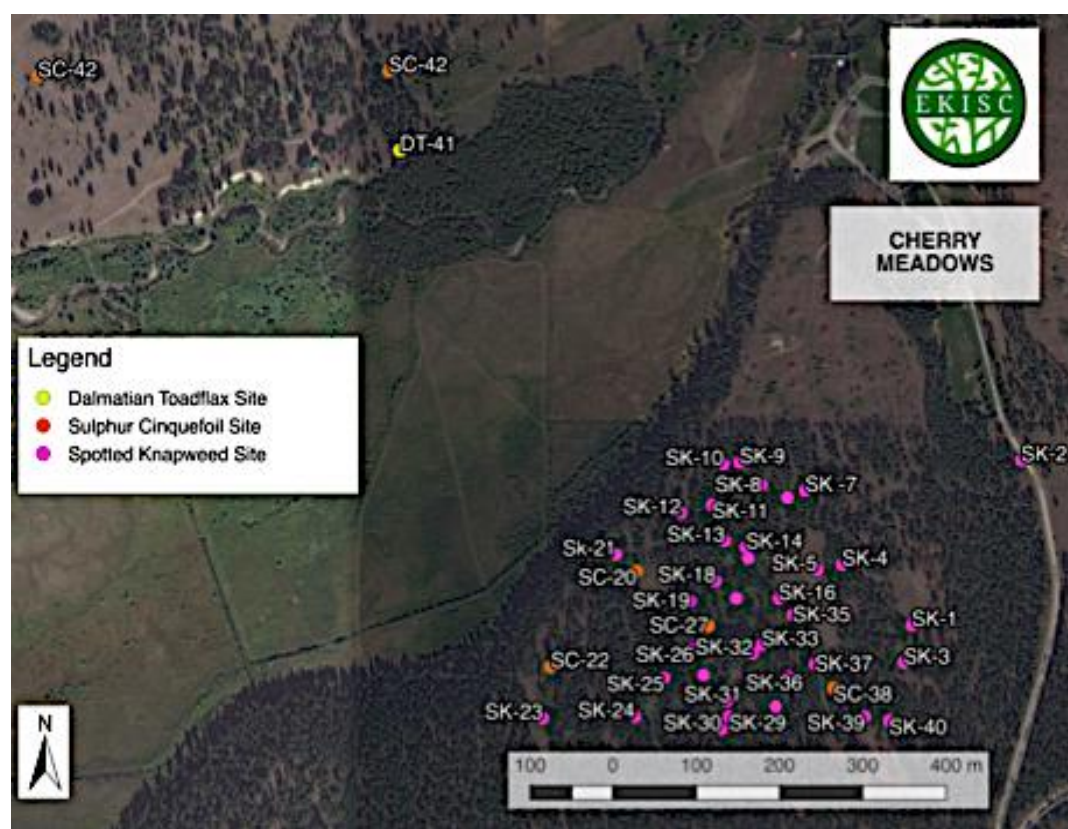 SC-42
SC-42
DT-41
EKISC
CHERRY
MEADOWS
Legend
Dalmatian Toadflax Site
Sulphur Cinquefoil Site
Spotted Knapweed Site
SK-2
SK-10
SK-9
SK-8
SK -7
SK-12
SK-11
SK-13
SK-14
Sk-21
SK-5
SK-4
SC-20
SK-18
SK-19
SK-16
SK-35
SC-27
SK-1
SK-33
SK-32
SK-26
SK-3
SC-22
SK-37
SK-25
SK-36
SK-31
SC-38
SK-23
SK-24
SK-30
SK-29
SK-39
SK-40
N
100 0 100 200 300 400 m